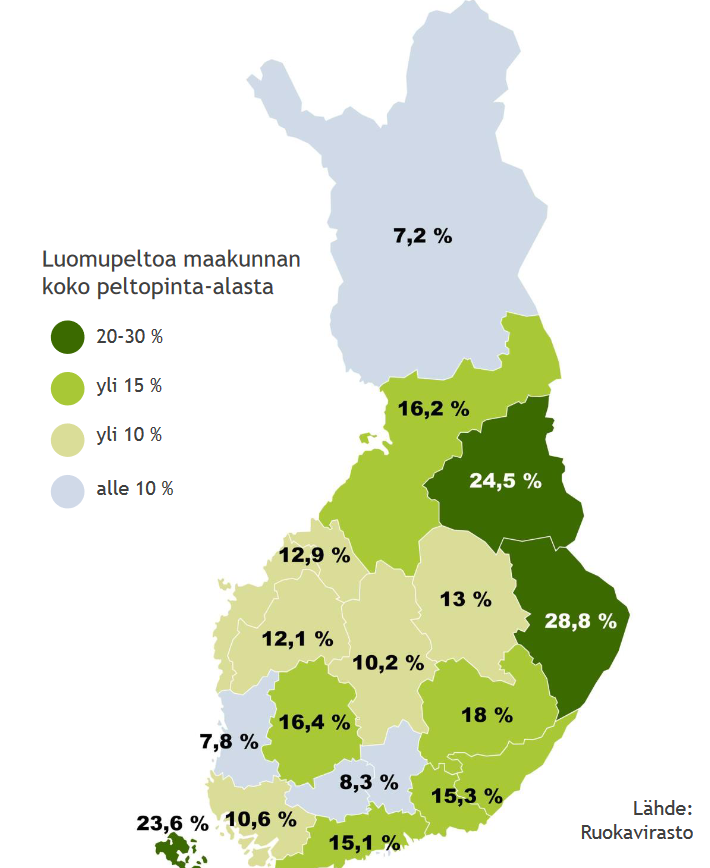 7,2 %
Luomupeltoa maakunnan
koko peltopinta-alasta
20-30 %
yli 15 %
yli 10 %
alle 10 %
16,2 %
24,5 %
12,9 %
13 %
28,8 %
12,1 %
10,2 %
16,4 %
18 %
7,8 %
8,3 %
15,3 %
23,6 %
10,6 %
15,1 %
Lähde:
Ruokavirasto